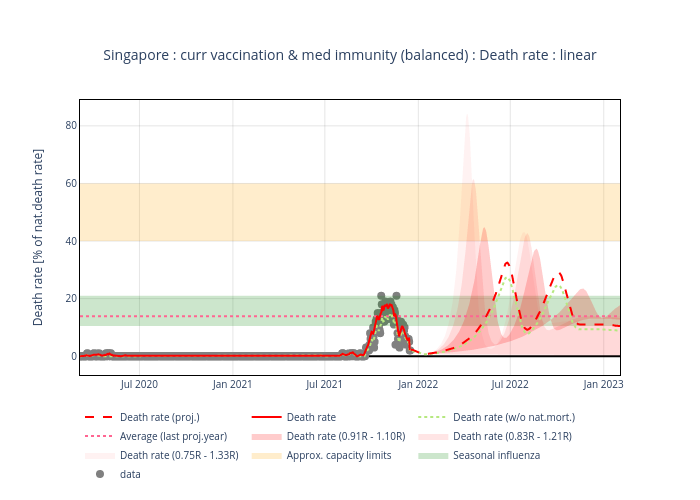 Singapore : curr vaccination & med immunity (balanced) : Death rate : linear
Death rate [% of nat.death rate]
80
60
40
20
0
Jul 2020 Jan 2021 Jul 2021 Jan 2022 Jul 2022 Jan 2023
Death rate (proj.) Death rate Death rate (w/o nat.mort.)
Average (last proj.year) Death rate (0.91R - 1.10R) Death rate (0.83R - 1.21R)
Death rate (0.75R - 1.33R) Approx. capacity limits Seasonal influenza
data